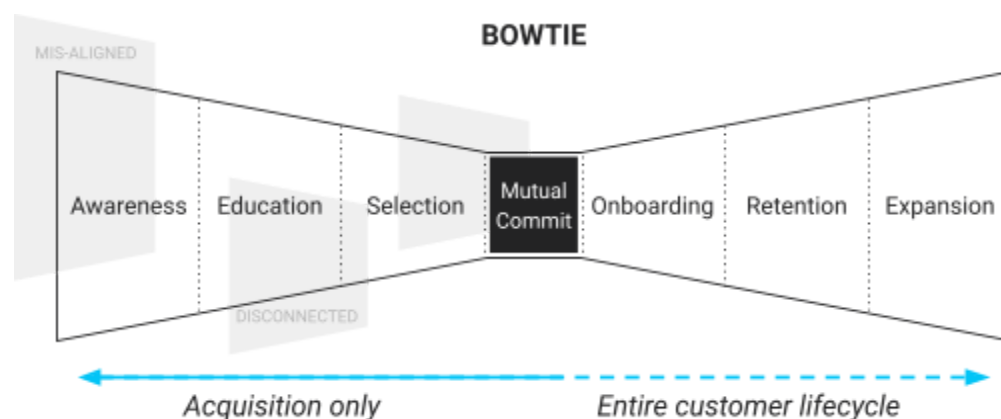 BOWTIE
MIS-ALIGNED
Awareness
Education
Selection
Mutual
Commit
Onboarding
Retention
Expansion
DISCONNECTED
Acquisition only
Entire customer lifecycle